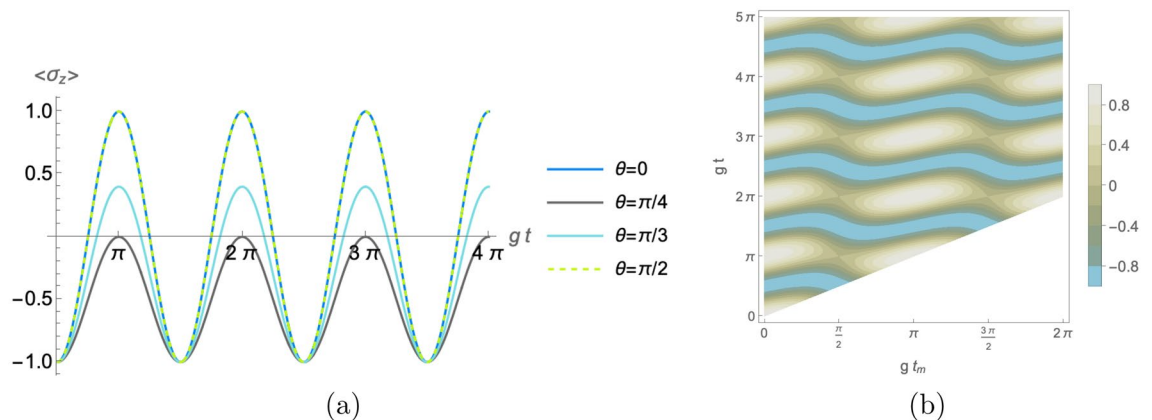 <σz>
1.0
0.5
-0.5
-1.0
π
2 π
3 π
4 π
g t
θ=0
θ=π/4
θ=π/3
θ=π/2
(a)
5 π
4 π
3 π
2 π
π
0
g t
0
π/2
π
3 π/2
2 π
g tm
0.8
0.4
0
-0.4
-0.8
(b)